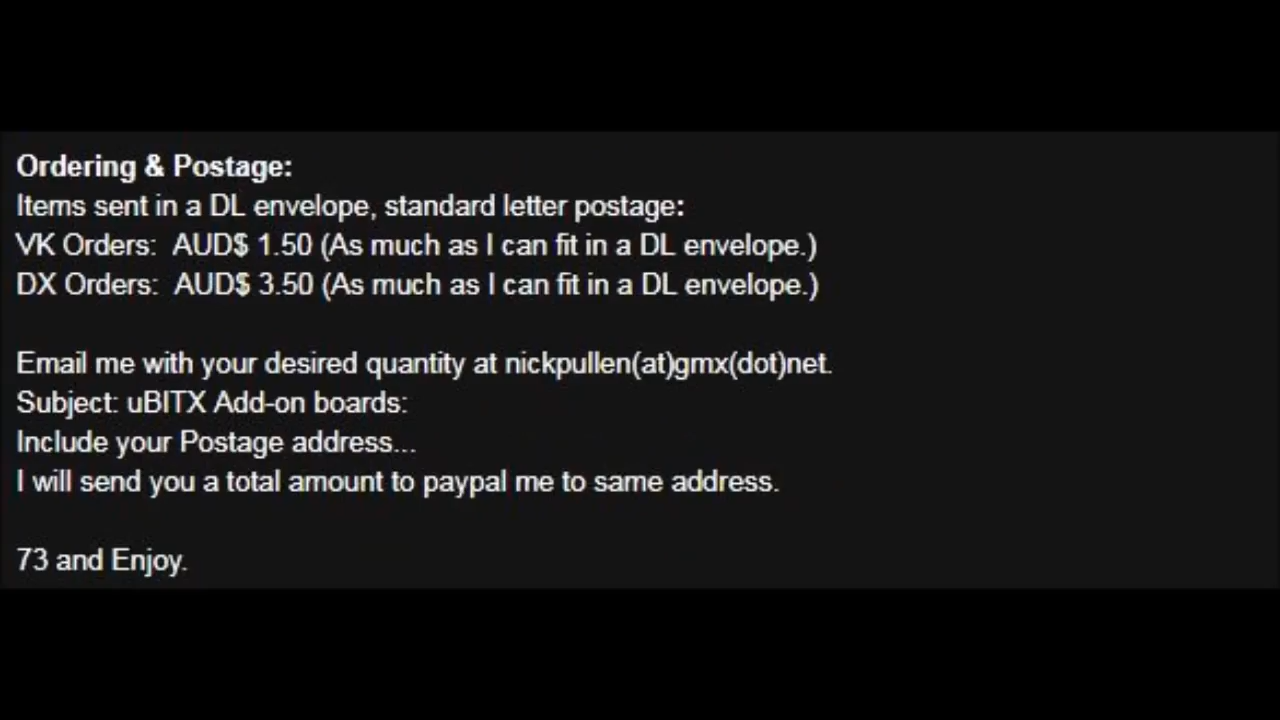 Ordering & Postage:
Items sent in a DL envelope, standard letter postage:
VK Orders:  AUD$ 1.50 (As much as I can fit in a DL envelope.)
DX Orders:  AUD$ 3.50 (As much as I can fit in a DL envelope.)
Email me with your desired quantity at nickpullen(at)gmx(dot)net.
Subject: uBITX Add-on boards:
Include your Postage address...
I will send you a total amount to paypal me to same address.
73 and Enjoy.